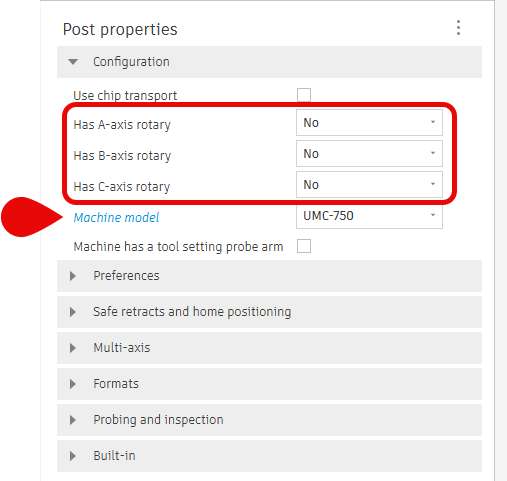 Post properties
Configuration
Use chip transport
Has A-axis rotary No
Has B-axis rotary No
Has C-axis rotary No
Machine model UMC-750
Machine has a tool setting probe arm
Preferences
Safe retracts and home positioning
Multi-axis
Formats
Probing and inspection
Built-in